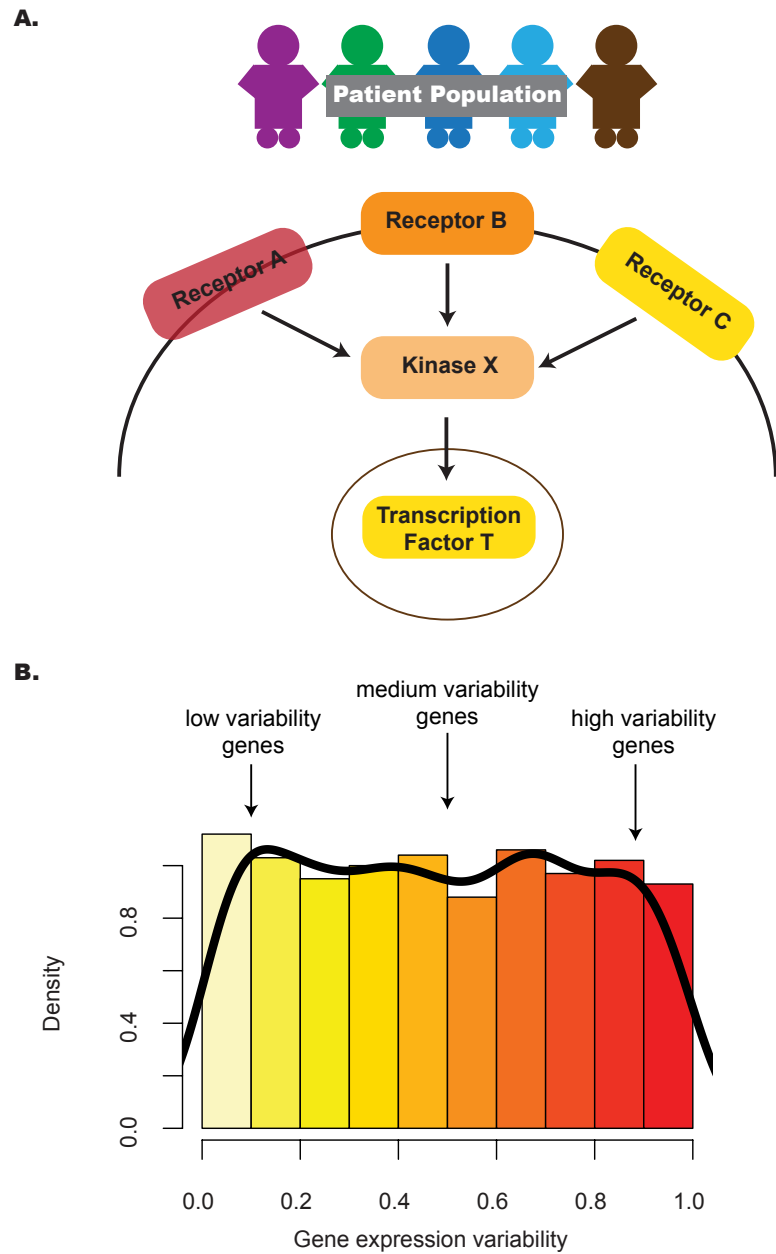 A.
Patient Population
Receptor B
Receptor A
Receptor C
Kinase X
Transcription
Factor T
B.
medium variability
genes
low variability
genes
high variability
genes
Density
0.8
0.4
0.0
0.0 0.2 0.4 0.6 0.8 1.0
Gene expression variability